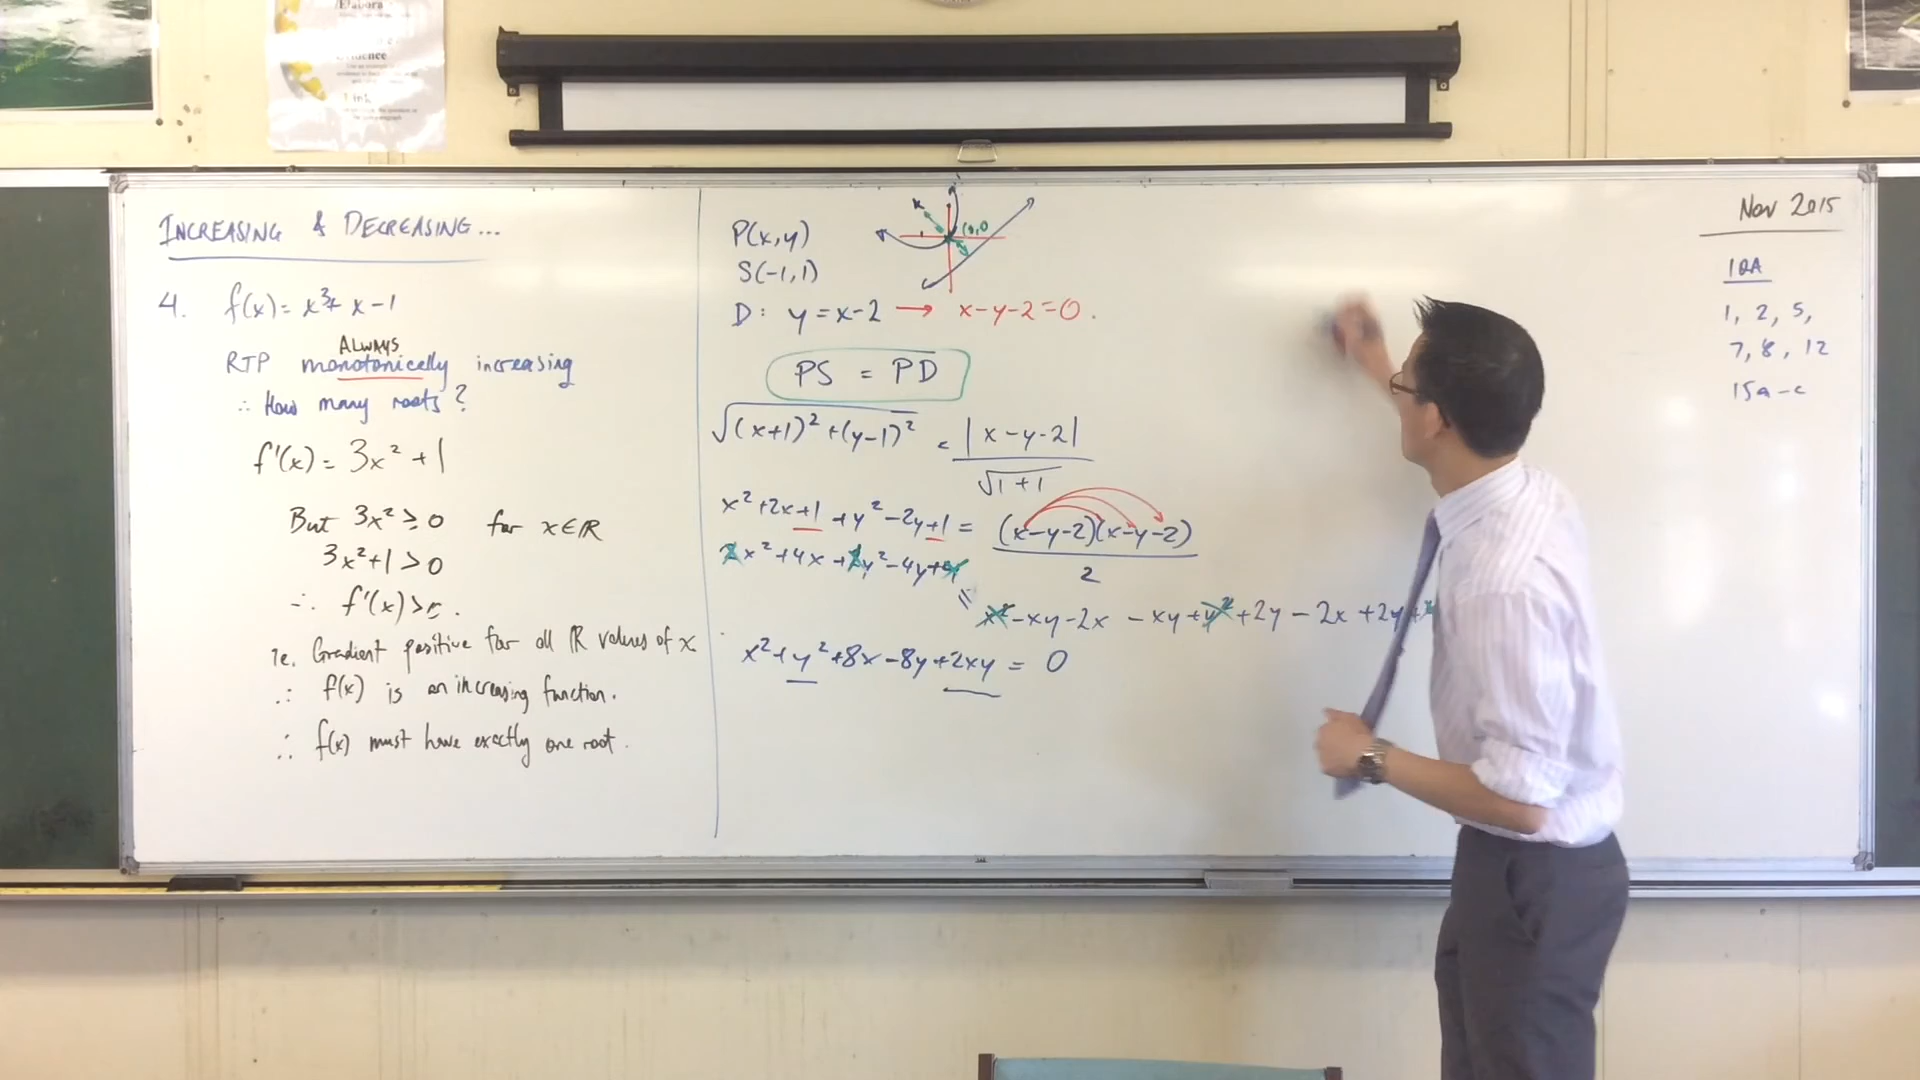 /Elabora
vidence
Link
INCREASING & DECREASING...
4. f(x) = x³ + x - 1
ALWAYS
RTP monotonically increasing
∴ How many roots?
f'(x) = 3x² + 1
But 3x² ≥ 0 for x∈ℝ
3x²+1 > 0
∴ f'(x) > 0.
Ie. Gradient positive for all ℝ values of x.
∴ f(x) is an increasing function.
∴ f(x) must have exactly one root.
P(x,y)
S(-1,1)
D: y = x-2 → x-y-2=0.
PS = PD
√(x+1)² + (y-1)² = |x-y-2| / √1+1
x²+2x+1 + y²-2y+1 = (x-y-2)(x-y-2) / 2
2x²+4x+2y²-4y+4
= x²-xy-2x - xy+y²+2y - 2x+2y+4
x²+y²+8x-8y+2xy = 0
Nov 2015
10A
1, 2, 5,
7, 8, 12
15a-c